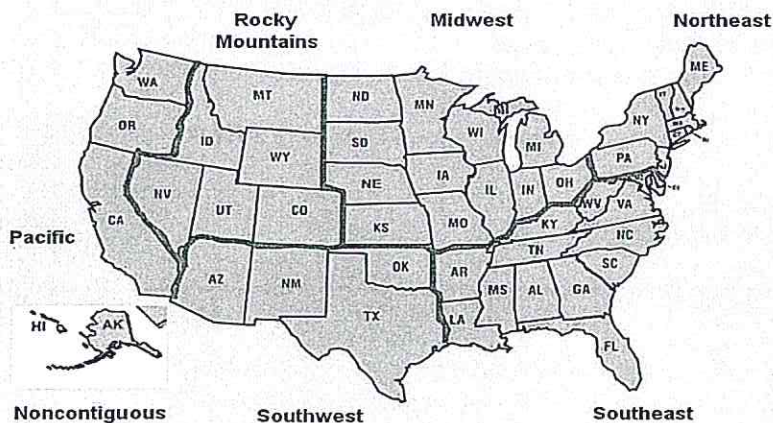 Rocky
Mountains
Midwest
Northeast
WA
MT
ND
MN
ME
OR
ID
SD
WI
MI
NY
WY
PA
NE
IA
IL
IN
OH
NV
UT
CO
CA
KS
MO
KY
WV
VA
Pacific
TN
NC
AZ
NM
OK
AR
SC
MS
AL
GA
TX
LA
FL
HI
AK
Noncontiguous
Southwest
Southeast